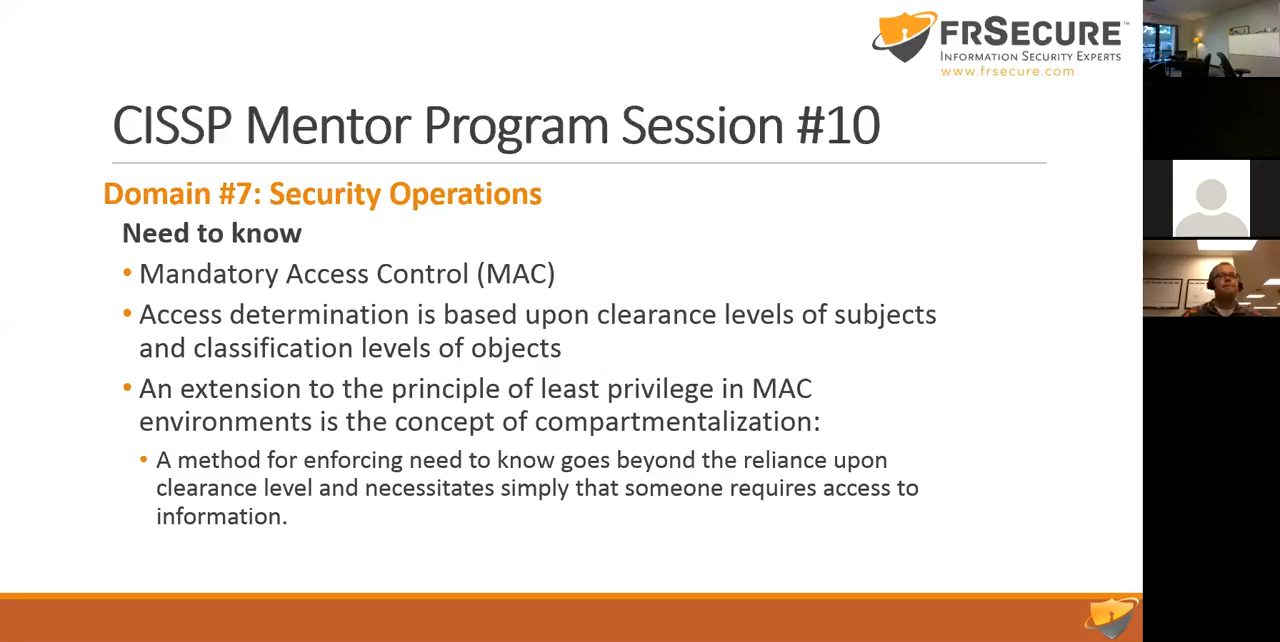 FRSECURE™
INFORMATION SECURITY EXPERTS
www.frsecure.com
CISSP Mentor Program Session #10
Domain #7: Security Operations
Need to know
• Mandatory Access Control (MAC)
• Access determination is based upon clearance levels of subjects
and classification levels of objects
• An extension to the principle of least privilege in MAC
environments is the concept of compartmentalization:
• A method for enforcing need to know goes beyond the reliance upon
clearance level and necessitates simply that someone requires access to
information.